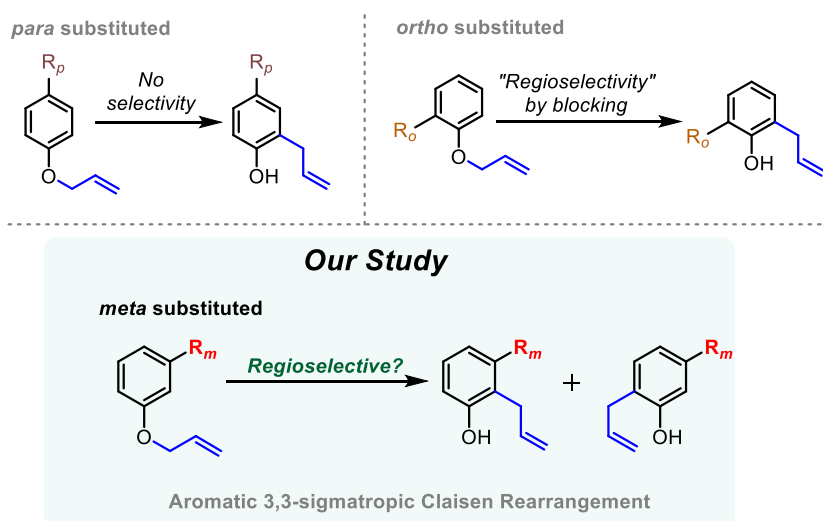 para substituted
Rp
No
selectivity
Rp
O
OH
ortho substituted
Ro
O
"Regioselectivity"
by blocking
Ro
OH
Our Study
meta substituted
Rm
O
Regioselective?
Rm
OH
+
Rm
OH
Aromatic 3,3-sigmatropic Claisen Rearrangement